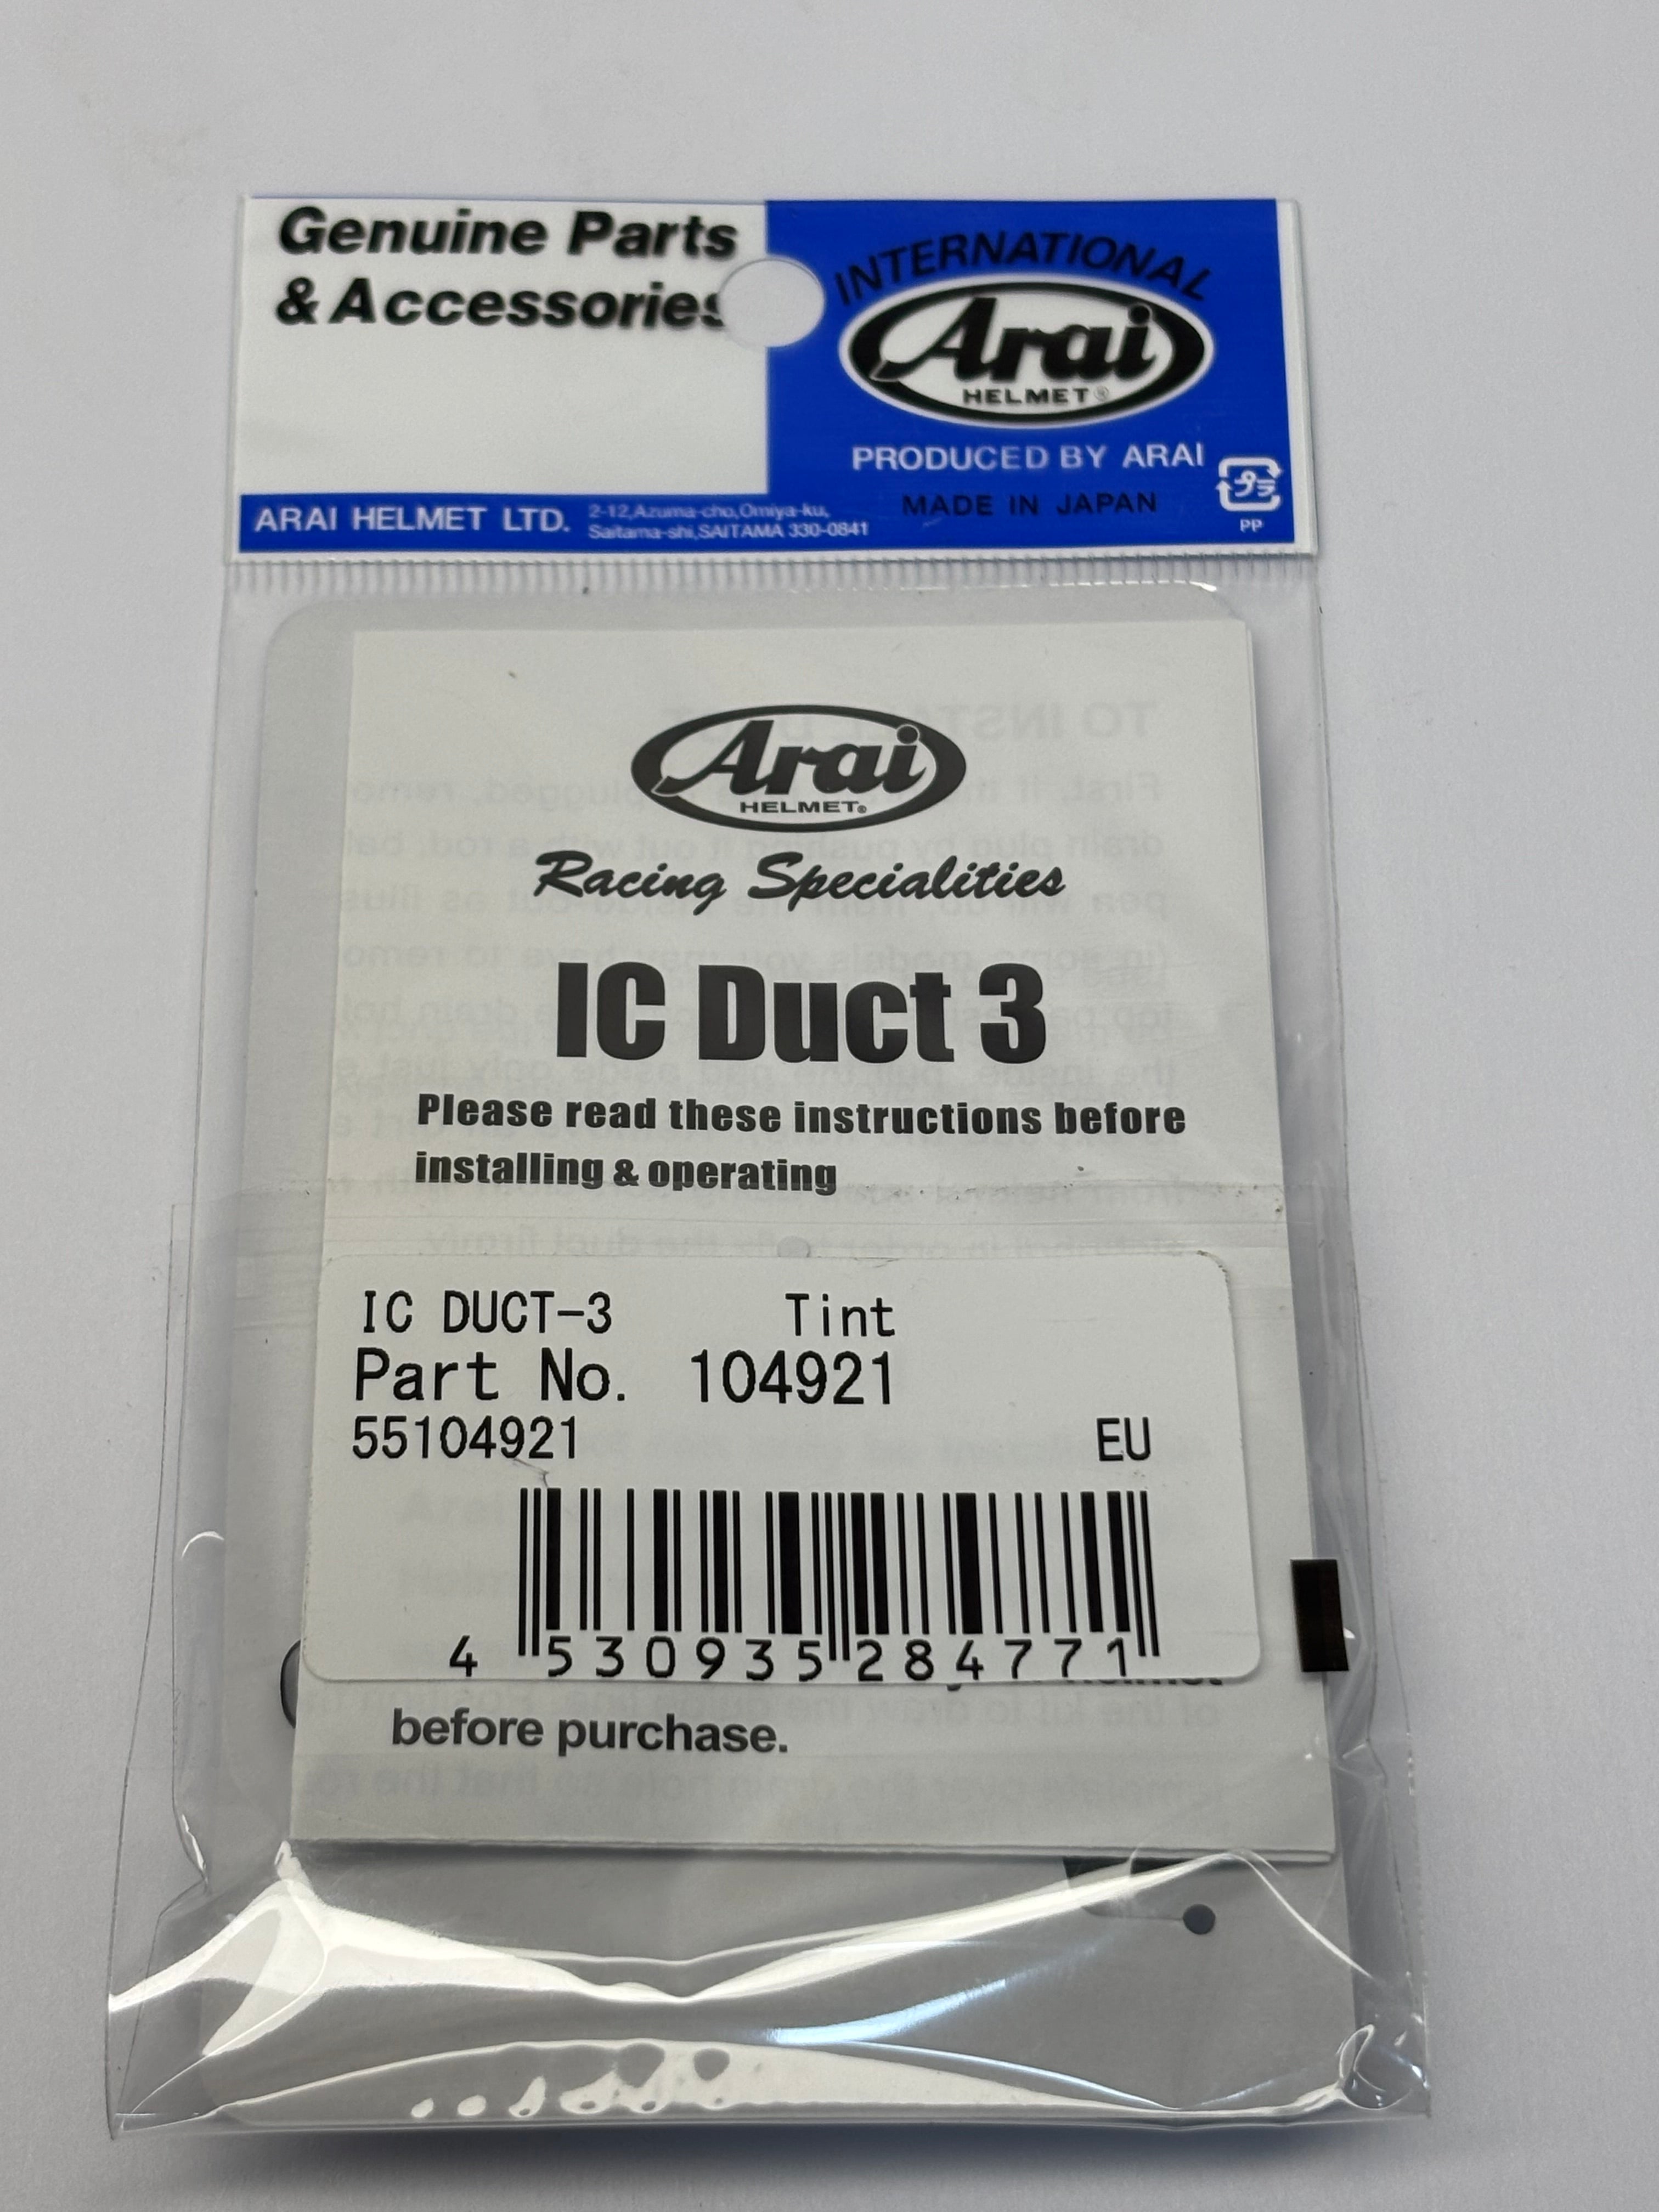 Genuine Parts
& Accessories
INTERNATIONAL
Arai
HELMET®
PRODUCED BY ARAI
MADE IN JAPAN
プラ
PP
ARAI HELMET LTD.
2-12,Azuma-cho,Omiya-ku,
Saitama-shi,SAITAMA 330-0841
Arai
HELMET®
Racing Specialities
IC Duct 3
Please read these instructions before
installing & operating
IC DUCT-3 Tint
Part No. 104921
55104921 EU
4 530935 284771
before purchase.